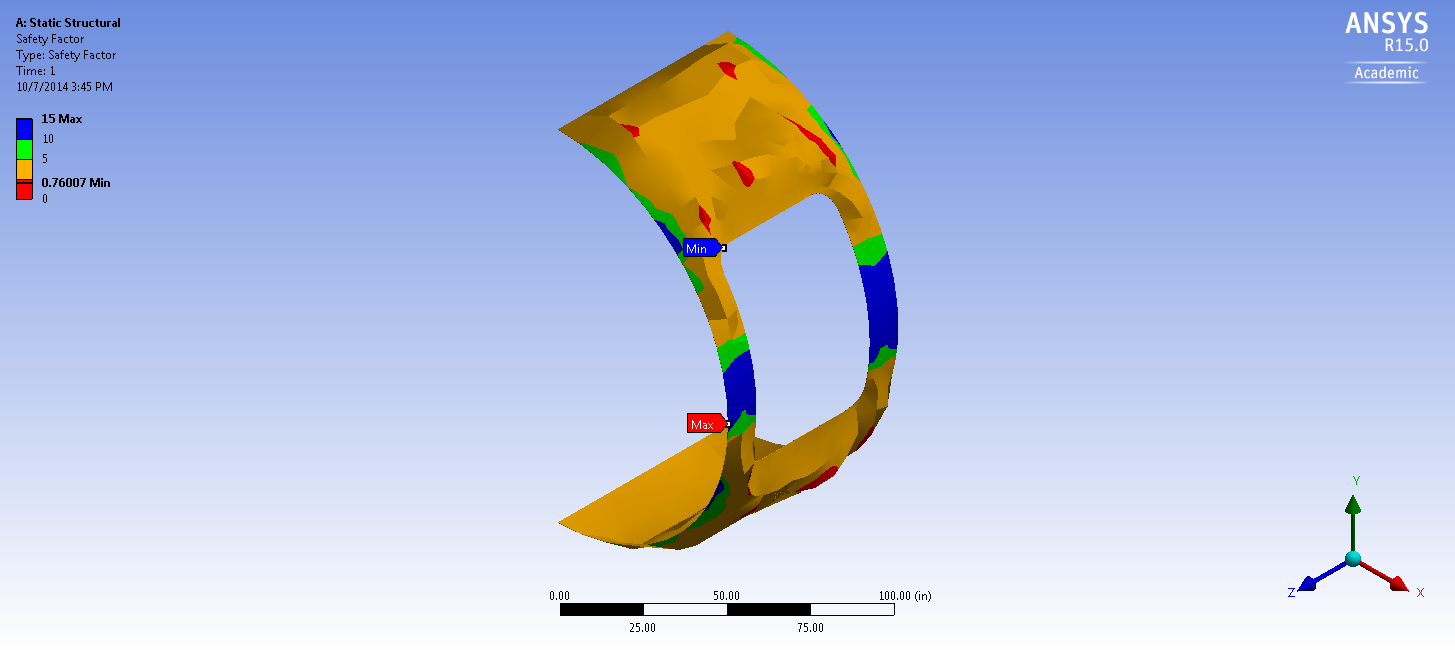 A: Static Structural
Safety Factor
Type: Safety Factor
Time: 1
10/7/2014 3:45 PM
15 Max
10
5
0.76007 Min
0
ANSYS
R15.0
Academic
Min
Max
0.00 50.00 100.00 (in)
25.00 75.00
Y
Z X